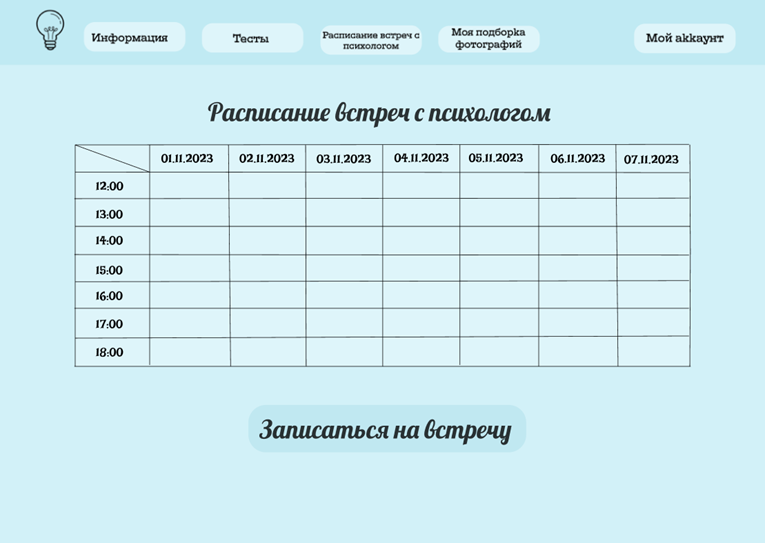 Информация
Тесты
Расписание встреч с
психологом
Моя подборка
фотографий
Мой аккаунт
Расписание встреч с психологом
01.11.2023 02.11.2023 03.11.2023 04.11.2023 05.11.2023 06.11.2023 07.11.2023
12:00
13:00
14:00
15:00
16:00
17:00
18:00
Записаться на встречу